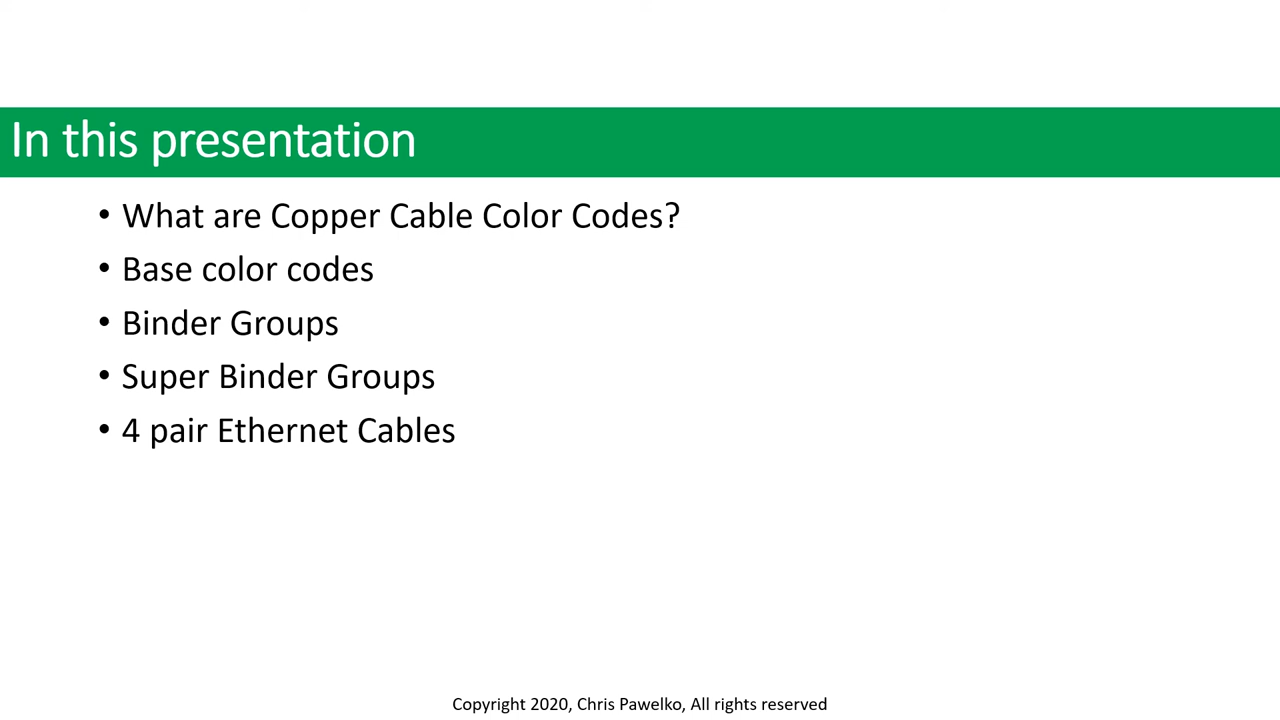 In this presentation
• What are Copper Cable Color Codes?
• Base color codes
• Binder Groups
• Super Binder Groups
• 4 pair Ethernet Cables
Copyright 2020, Chris Pawelko, All rights reserved